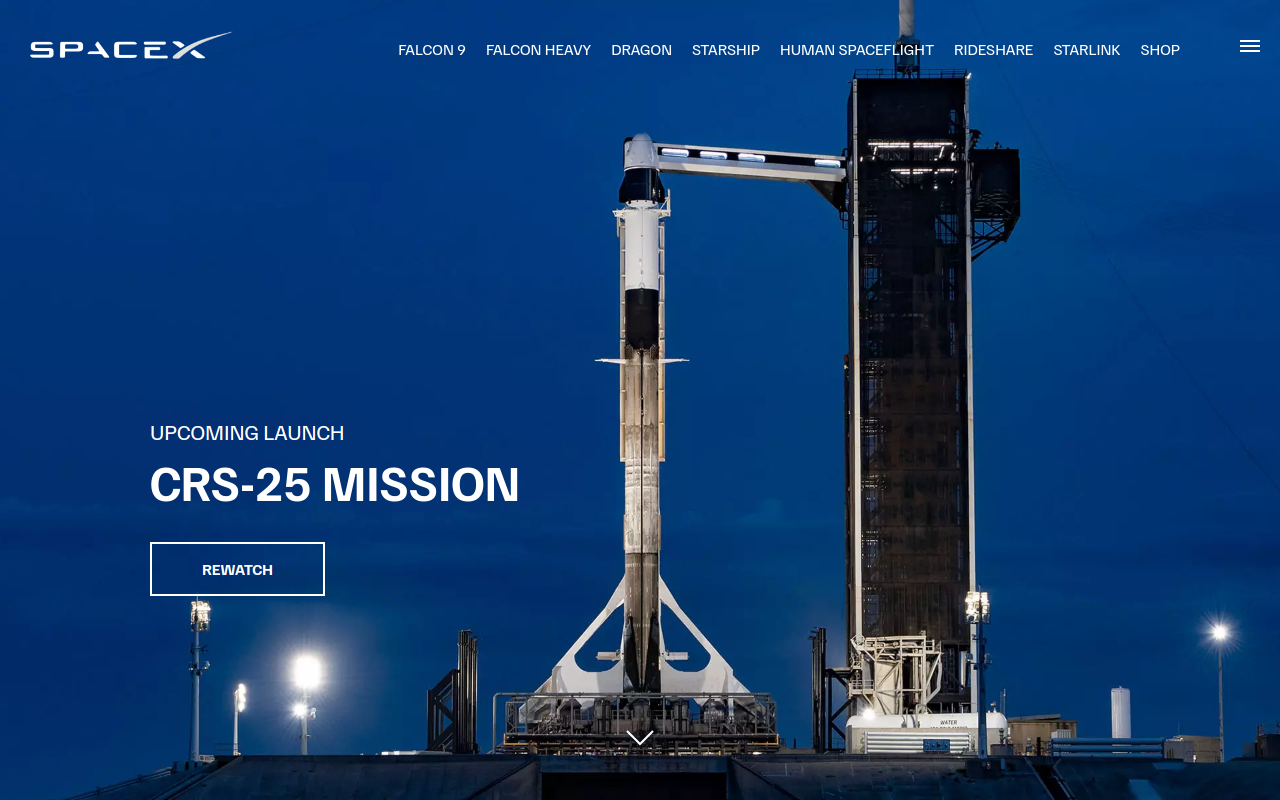 SPACEX
FALCON 9 FALCON HEAVY DRAGON STARSHIP HUMAN SPACEFLIGHT RIDESHARE STARLINK SHOP
UPCOMING LAUNCH
CRS-25 MISSION
REWATCH
WATER